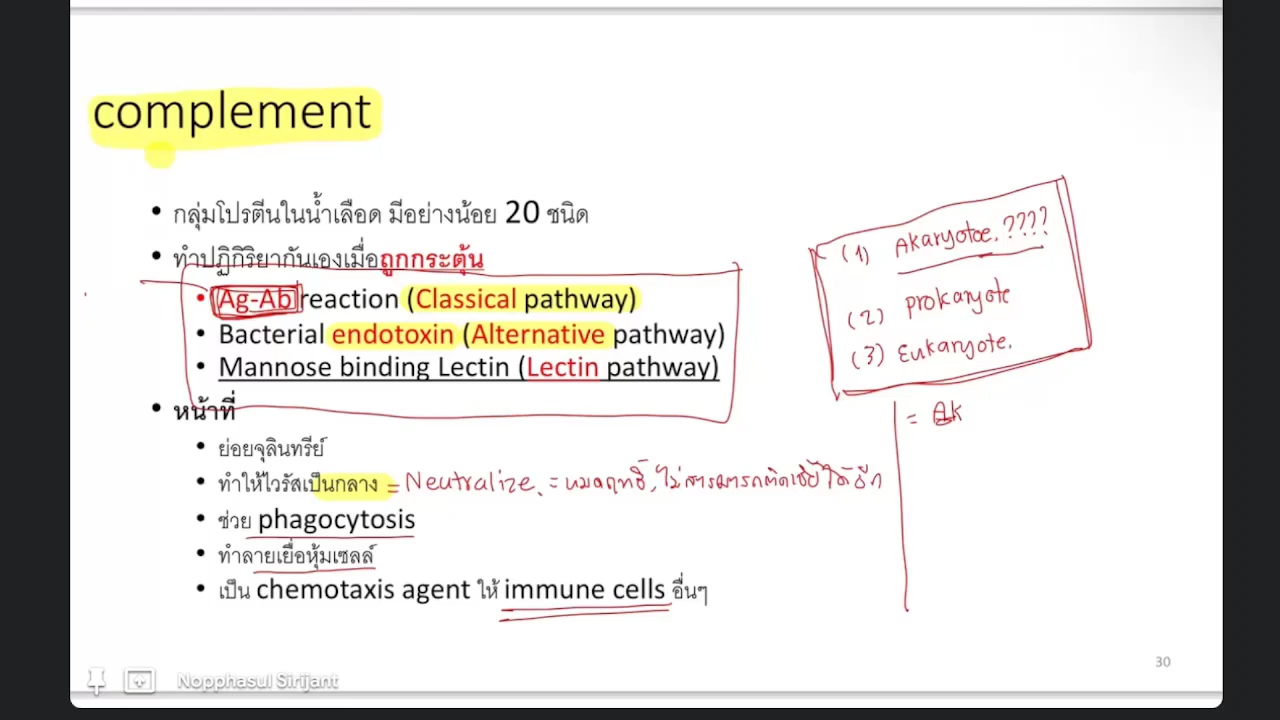 complement
• กลุ่มโปรตีนในน้ำเลือด มีอย่างน้อย 20 ชนิด
• ทำปฏิกิริยากันเองเมื่อถูกกระตุ้น
• Ag-Ab reaction (Classical pathway)
• Bacterial endotoxin (Alternative pathway)
• Mannose binding Lectin (Lectin pathway)
• หน้าที่
• ย่อยจุลินทรีย์
• ทำให้ไวรัสเป็นกลาง = Neutralize = หมดฤทธิ์, ไม่สามารถติดเชื้อได้อีก
• ช่วย phagocytosis
• ทำลายเยื่อหุ้มเซลล์
• เป็น chemotaxis agent ให้ immune cells อื่นๆ
(1) Akaryotoe. ????
(2) prokaryote
(3) Eukaryote.
= Ak
30
Nopphasul Sirijant